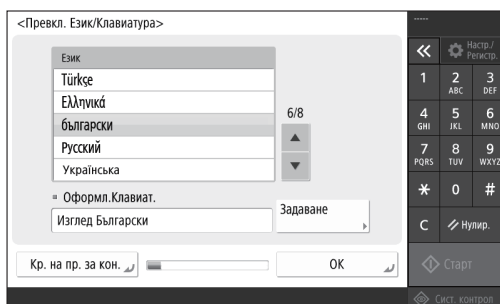 <Превкл. Език/Клавиатура>
Език
Türkçe
Ελληνικά
български
Русский
Українська
6/8
▫ Оформл.Клавиат.
Изглед Български
Задаване
Кр. на пр. за кон.
OK
-----
Настр./
Регистр.
1
2
ABC
3
DEF
4
GHI
5
JKL
6
MNO
7
PQRS
8
TUV
9
WXYZ
*
0
#
C
Нулир.
Старт
Сист. контрол